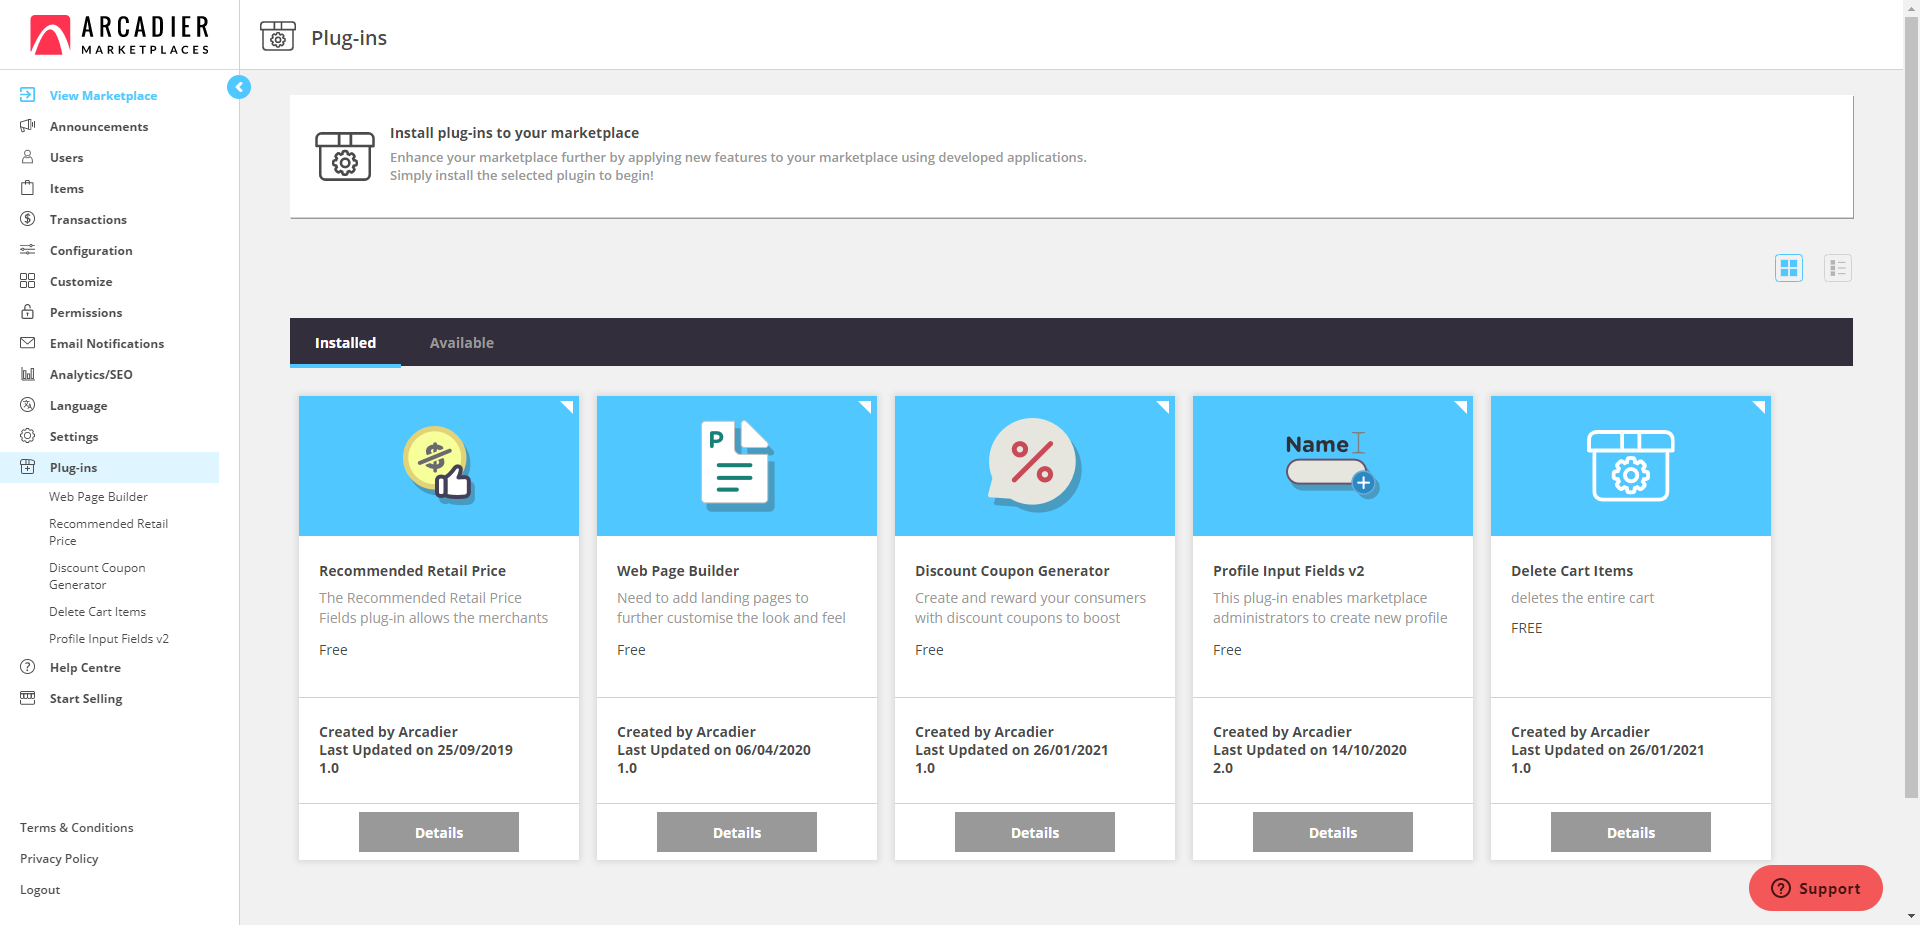 ARCADIER
MARKETPLACES
Plug-ins
View Marketplace
Announcements
Users
Items
Transactions
Configuration
Customize
Permissions
Email Notifications
Analytics/SEO
Language
Settings
Plug-ins
Web Page Builder
Recommended Retail
Price
Discount Coupon
Generator
Delete Cart Items
Profile Input Fields v2
Help Centre
Start Selling
Terms & Conditions
Privacy Policy
Logout
Install plug-ins to your marketplace
Enhance your marketplace further by applying new features to your marketplace using developed applications.
Simply install the selected plugin to begin!
Installed
Available
Recommended Retail Price
The Recommended Retail Price
Fields plug-in allows the merchants
Free
Created by Arcadier
Last Updated on 25/09/2019
1.0
Details
P
Web Page Builder
Need to add landing pages to
further customise the look and feel
Free
Created by Arcadier
Last Updated on 06/04/2020
1.0
Details
%
Discount Coupon Generator
Create and reward your consumers
with discount coupons to boost
Free
Created by Arcadier
Last Updated on 26/01/2021
1.0
Details
Name
Profile Input Fields v2
This plug-in enables marketplace
administrators to create new profile
Free
Created by Arcadier
Last Updated on 14/10/2020
2.0
Details
Delete Cart Items
deletes the entire cart
FREE
Created by Arcadier
Last Updated on 26/01/2021
1.0
Details
Support